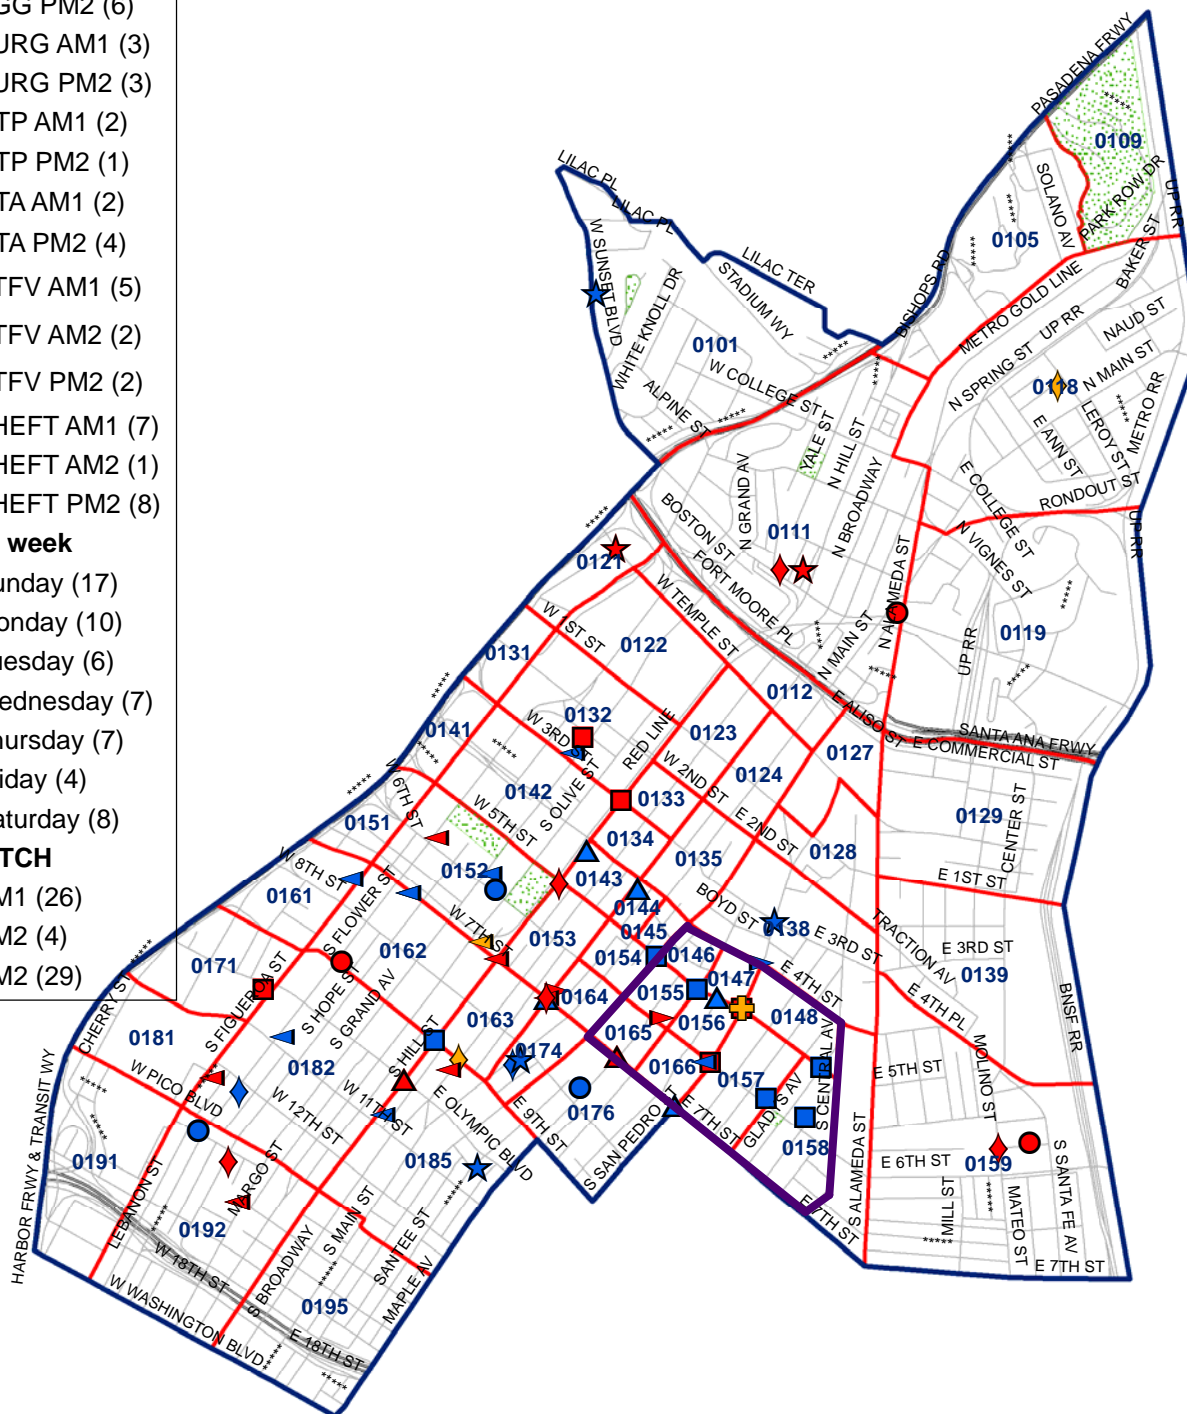 GG PM2 (6)
URG AM1 (3)
URG PM2 (3)
TP AM1 (2)
TP PM2 (1)
TA AM1 (2)
TA PM2 (4)
TFV AM1 (5)
TFV AM2 (2)
TFV PM2 (2)
HEFT AM1 (7)
HEFT AM2 (1)
HEFT PM2 (8)
week
unday (17)
onday (10)
uesday (6)
ednesday (7)
hursday (7)
iday (4)
aturday (8)
TCH
M1 (26)
M2 (4)
M2 (29)
PASADENA FRWY
0109
PARK ROW DR
UP RR
SOLANO AV
0105
BAKER ST
LILAC PL
LILAC PL
W SUNSET BLVD
LILAC TER
STADIUM WY
WHITE KNOLL DR
BISHOPS RD
METRO GOLD LINE
UP RR
NAUD ST
N SPRING ST
N MAIN ST
0118
0101
W COLLEGE ST
ALPINE ST
YALE ST
N HILL ST
E ANN ST
LEROY ST
METRO RR
RONDOUT ST
UP RR
N GRAND AV
N BROADWAY
E COLLEGE ST
BOSTON ST
0111
N VIGNES ST
N ALAMEDA ST
FORT MOORE PL
0121
W TEMPLE ST
N MAIN ST
UP RR
0119
W 1ST ST
0122
0131
0112
E ALISO ST
SANTA ANA FRWY
E COMMERCIAL ST
0132
W 3RD ST
RED LINE
0123
0127
0141
0124
W 2ND ST
0142
S OLIVE ST
0133
W 6TH ST
W 5TH ST
E 2ND ST
0129
CENTER ST
0151
0134
0135
0128
W 8TH ST
0152
0143
E 1ST ST
0161
S FLOWER ST
0144
BOYD ST
0138
TRACTION AV
W 7TH ST
0145
E 3RD ST
E 3RD ST
0162
0153
0154
0146
0139
0171
0147
E 4TH ST
E 4TH PL
BNSF RR
CHERRY ST
S FIGUEROA ST
S HOPE ST
S GRAND AV
0164
0155
0148
0163
0156
0181
0165
S CENTRAL AV
S HILL ST
0174
MOLINO ST
0182
0166
E 5TH ST
HARBOR FRWY & TRANSIT WY
W PICO BLVD
0157
W 12TH ST
W 11TH ST
E OLYMPIC BLVD
E 9TH ST
0176
S SAN PEDRO ST
E 7TH ST
GLADYS AV
0158
0191
0185
S ALAMEDA ST
E 6TH ST
0159
S SANTA FE AV
LEBANON ST
MARGO ST
MILL ST
MATEO ST
0192
S MAIN ST
SANTEE ST
E 7TH ST
E 7TH ST
W 18TH ST
S BROADWAY
MAPLE AV
W WASHINGTON BLVD
0195
E 18TH ST